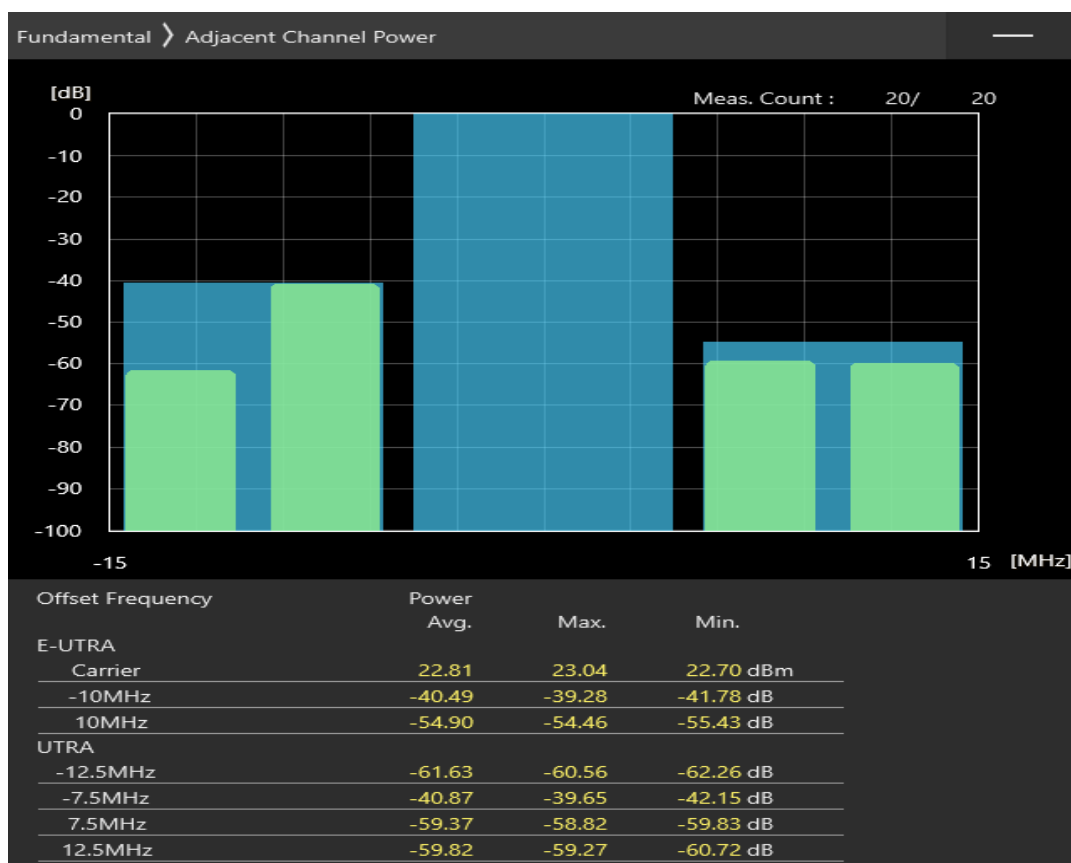 Fundamental 》 Adjacent Channel Power
[dB]
Meas. Count : 20/ 20
0
-10
-20
-30
-40
-50
-60
-70
-80
-90
-100
-15 15 [MHz]
Offset Frequency Power
Avg. Max. Min.
E-UTRA
Carrier 22.81 23.04 22.70 dBm
-10MHz -40.49 -39.28 -41.78 dB
10MHz -54.90 -54.46 -55.43 dB
UTRA
-12.5MHz -61.63 -60.56 -62.26 dB
-7.5MHz -40.87 -39.65 -42.15 dB
7.5MHz -59.37 -58.82 -59.83 dB
12.5MHz -59.82 -59.27 -60.72 dB